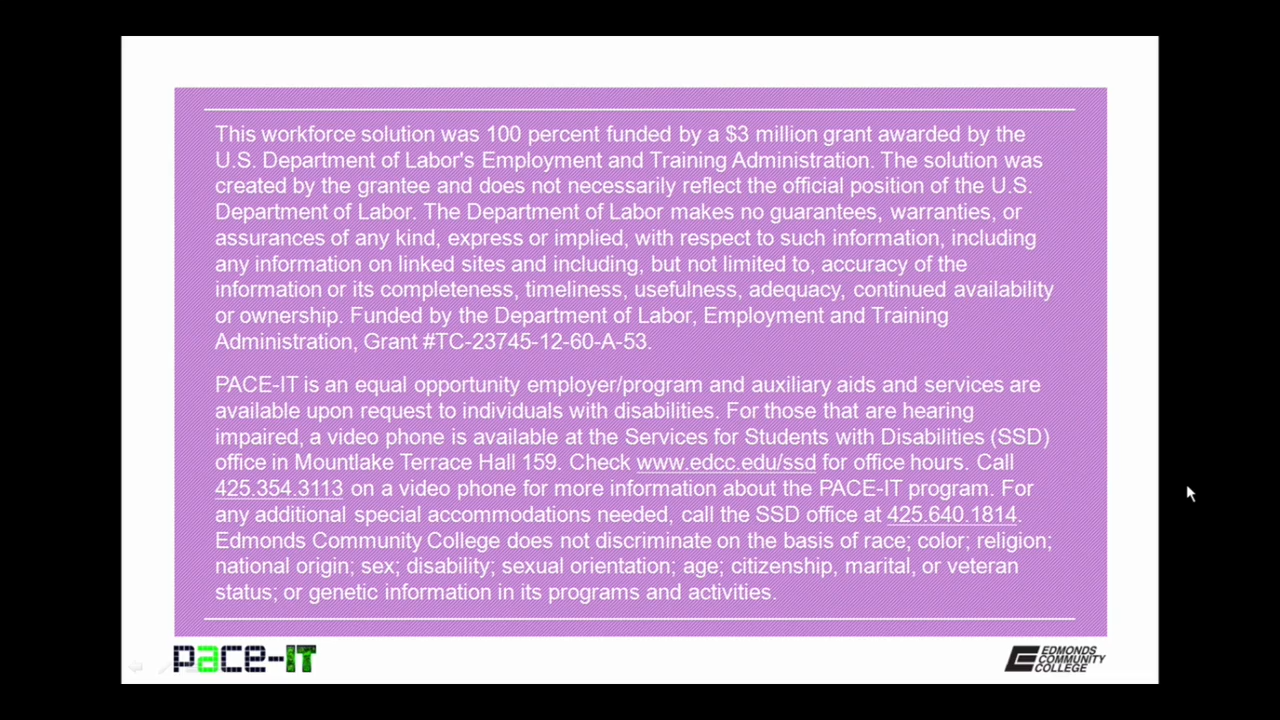 This workforce solution was 100 percent funded by a $3 million grant awarded by the
U.S. Department of Labor's Employment and Training Administration. The solution was
created by the grantee and does not necessarily reflect the official position of the U.S.
Department of Labor. The Department of Labor makes no guarantees, warranties, or
assurances of any kind, express or implied, with respect to such information, including
any information on linked sites and including, but not limited to, accuracy of the
information or its completeness, timeliness, usefulness, adequacy, continued availability
or ownership. Funded by the Department of Labor, Employment and Training
Administration, Grant #TC-23745-12-60-A-53.
PACE-IT is an equal opportunity employer/program and auxiliary aids and services are
available upon request to individuals with disabilities. For those that are hearing
impaired, a video phone is available at the Services for Students with Disabilities (SSD)
office in Mountlake Terrace Hall 159. Check www.edcc.edu/ssd for office hours. Call
425.354.3113 on a video phone for more information about the PACE-IT program. For
any additional special accommodations needed, call the SSD office at 425.640.1814.
Edmonds Community College does not discriminate on the basis of race; color; religion;
national origin; sex; disability; sexual orientation; age; citizenship, marital, or veteran
status; or genetic information in its programs and activities.
pace-IT
EDMONDS
COMMUNITY
COLLEGE